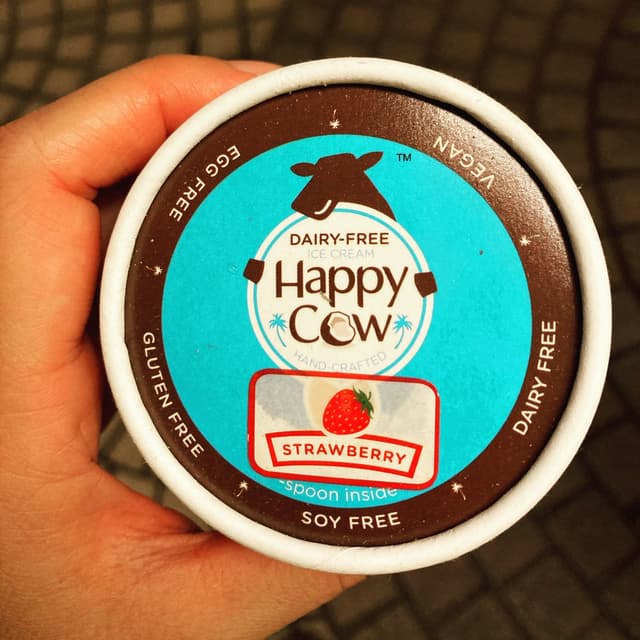 EGG FREE
VEGAN
TM
DAIRY-FREE
ICE CREAM
Happy
Cow
HAND-CRAFTED
STRAWBERRY
-spoon inside
GLUTEN FREE
DAIRY FREE
SOY FREE